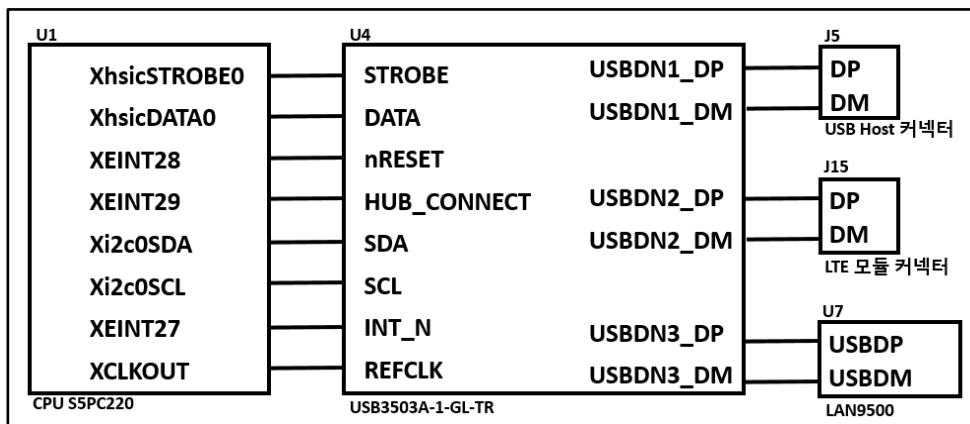 U1
XhsicSTROBE0
XhsicDATA0
XEINT28
XEINT29
Xi2c0SDA
Xi2c0SCL
XEINT27
XCLKOUT
CPU S5PC220
U4
STROBE
DATA
nRESET
HUB_CONNECT
SDA
SCL
INT_N
REFCLK
USBDN1_DP
USBDN1_DM
USBDN2_DP
USBDN2_DM
USBDN3_DP
USBDN3_DM
USB3503A-1-GL-TR
J5
DP
DM
USB Host 커넥터
J15
DP
DM
LTE 모듈 커넥터
U7
USBDP
USBDM
LAN9500